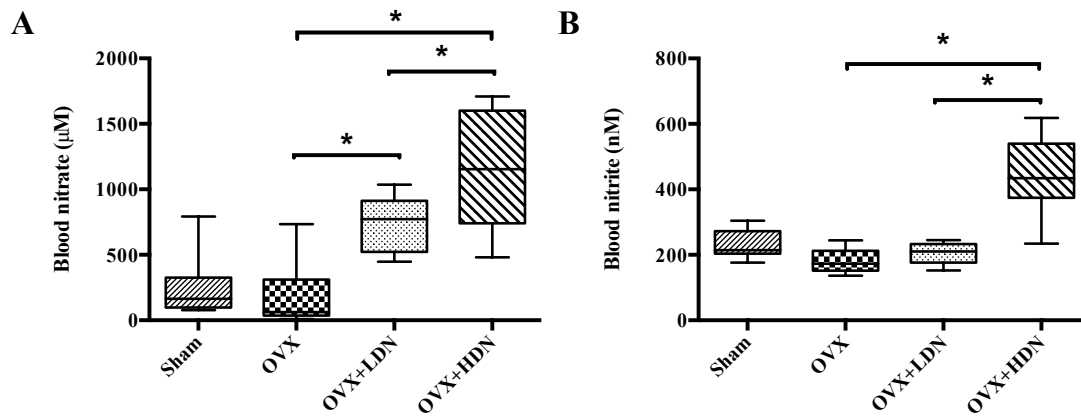 A
Blood nitrate (μM)
2000
1500
1000
500
0
*
*
*
Sham
OVX
OVX+LDN
OVX+HDN
B
Blood nitrite (nM)
800
600
400
200
0
*
*
Sham
OVX
OVX+LDN
OVX+HDN